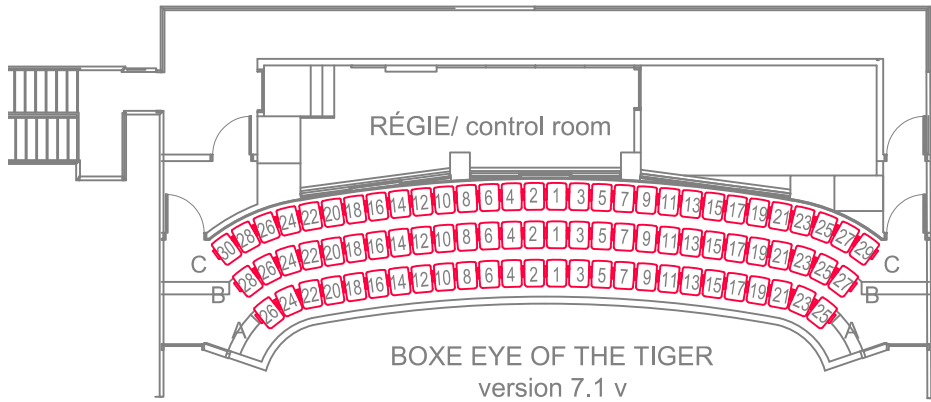 RÉGIE/ control room
30 28 26 24 22 20 18 16 14 12 10 8 6 4 2 1 3 5 7 9 11 13 15 17 19 21 23 25 27 29
C C
28 26 24 22 20 18 16 14 12 10 8 6 4 2 1 3 5 7 9 11 13 15 17 19 21 23 25 27
B B
26 24 22 20 18 16 14 12 10 8 6 4 2 1 3 5 7 9 11 13 15 17 19 21 23 25
A A
BOXE EYE OF THE TIGER
version 7.1 v